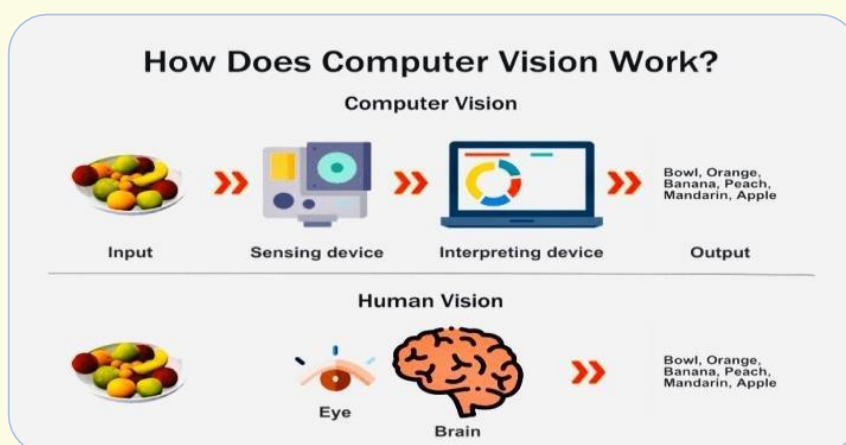 How Does Computer Vision Work?
Computer Vision
Bowl, Orange,
Banana, Peach,
Mandarin, Apple
Input
Sensing device
Interpreting device
Output
Human Vision
Bowl, Orange,
Banana, Peach,
Mandarin, Apple
Eye
Brain